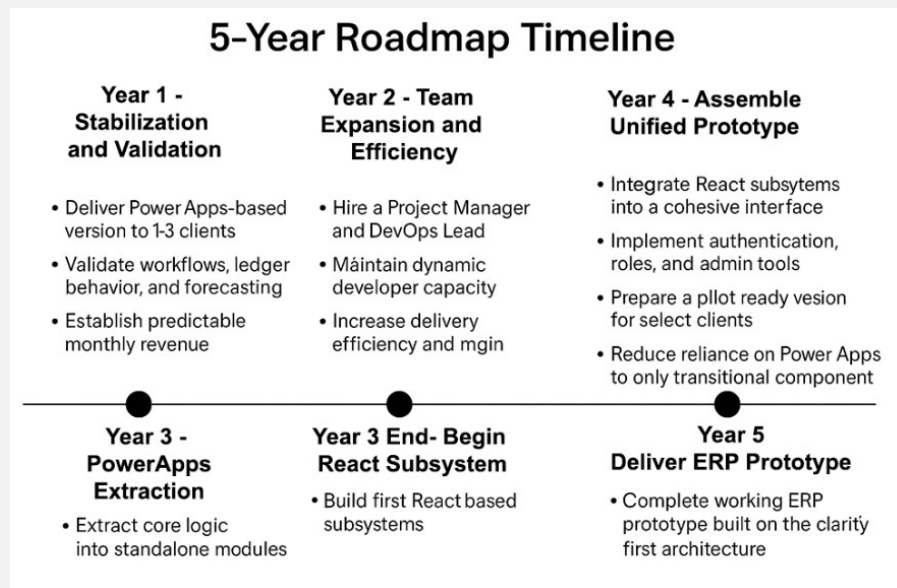 5-Year Roadmap Timeline
Year 1 -
Stabilization
and Validation
• Deliver Power Apps-based
version to 1-3 clients
• Validate workflows, ledger
behavior, and forecasting
• Establish predictable
monthly revenue
Year 2 - Team
Expansion and
Efficiency
• Hire a Project Manager
and DevOps Lead
• Máintain dynamic
developer capacity
• Increase delivery
efficiency and mgin
Year 4 - Assemble
Unified Prototype
• Integrate React subsytems
into a cohesive interface
• Implement authentication,
roles, and admin tools
• Prepare a pllot ready vesion
for select clients
• Reduce reliance on Power Apps
to only transitional component
Year 3 -
PowerApps
Extraction
• Extract core logic
into standalone modules
Year 3 End- Begin
React Subsystem
• Build first React based
subsystems
Year 5
Deliver ERP Prototype
• Complete working ERP
prototype built on the clarity
first architecture